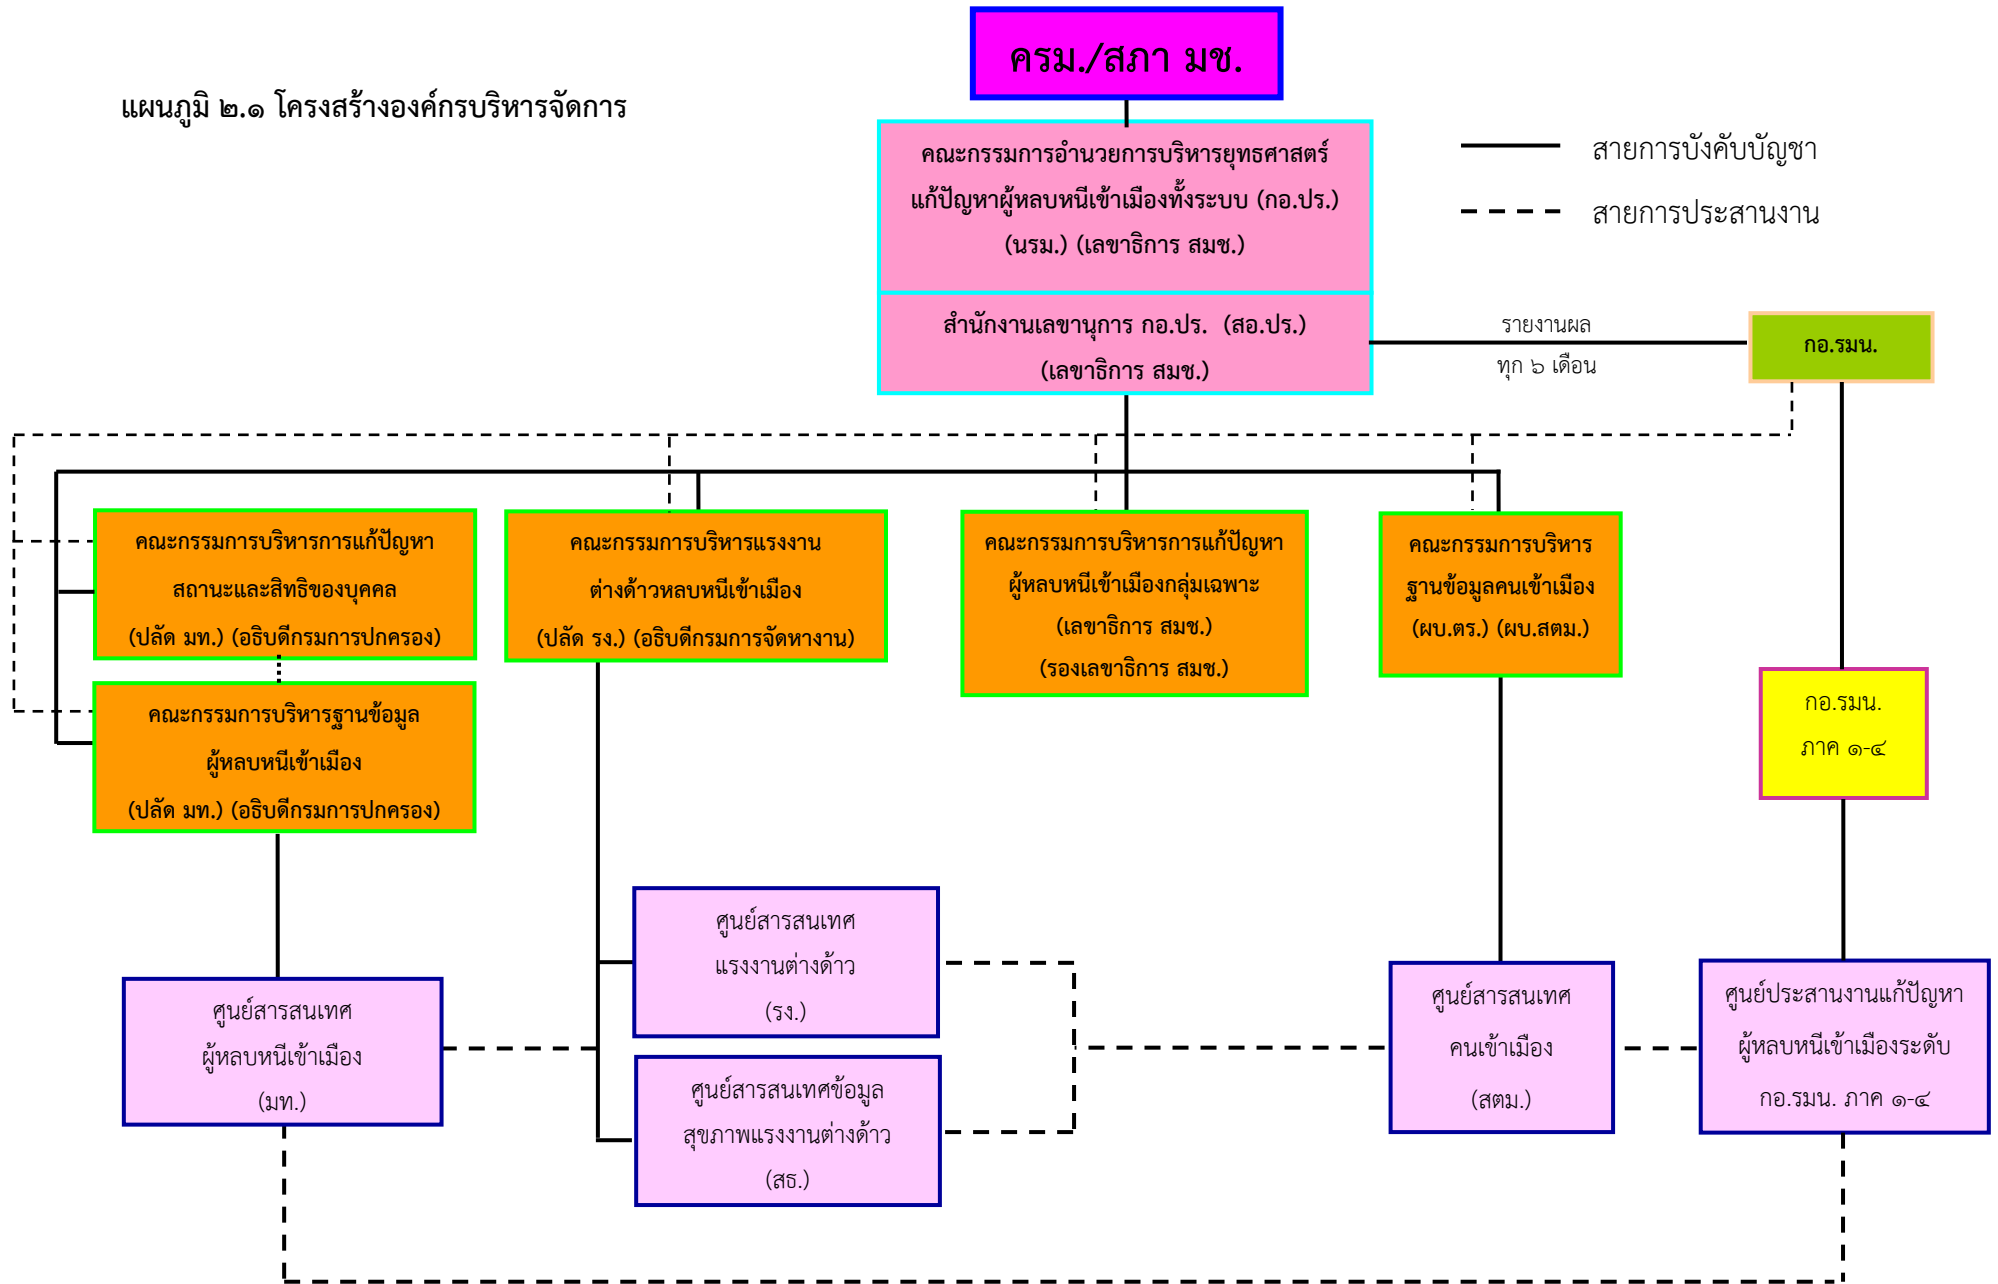 ครม./สภา มช.
แผนภูมิ ๒.๑ โครงสร้างองค์กรบริหารจัดการ
คณะกรรมการอำนวยการบริหารยุทธศาสตร์
แก้ปัญหาผู้หลบหนีเข้าเมืองทั้งระบบ (กอ.ปร.)
(นรม.) (เลขาธิการ สมช.)
สายการบังคับบัญชา
สายการประสานงาน
สำนักงานเลขานุการ กอ.ปร. (สอ.ปร.)
(เลขาธิการ สมช.)
รายงานผล
ทุก ๖ เดือน
กอ.รมน.
คณะกรรมการบริหารการแก้ปัญหา
สถานะและสิทธิของบุคคล
(ปลัด มท.) (อธิบดีกรมการปกครอง)
คณะกรรมการบริหารแรงงาน
ต่างด้าวหลบหนีเข้าเมือง
(ปลัด รง.) (อธิบดีกรมการจัดหางาน)
คณะกรรมการบริหารการแก้ปัญหา
ผู้หลบหนีเข้าเมืองกลุ่มเฉพาะ
(เลขาธิการ สมช.)
(รองเลขาธิการ สมช.)
คณะกรรมการบริหาร
ฐานข้อมูลคนเข้าเมือง
(ผบ.ตร.) (ผบ.สตม.)
คณะกรรมการบริหารฐานข้อมูล
ผู้หลบหนีเข้าเมือง
(ปลัด มท.) (อธิบดีกรมการปกครอง)
กอ.รมน.
ภาค ๑-๔
ศูนย์สารสนเทศ
ผู้หลบหนีเข้าเมือง
(มท.)
ศูนย์สารสนเทศ
แรงงานต่างด้าว
(รง.)
ศูนย์สารสนเทศข้อมูล
สุขภาพแรงงานต่างด้าว
(สธ.)
ศูนย์สารสนเทศ
คนเข้าเมือง
(สตม.)
ศูนย์ประสานงานแก้ปัญหา
ผู้หลบหนีเข้าเมืองระดับ
กอ.รมน. ภาค ๑-๔